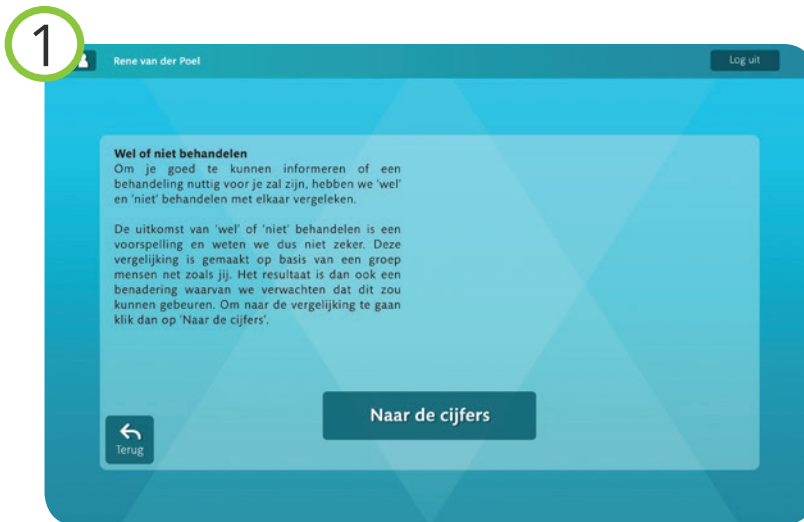 1
Rene van der Poel
Log uit
Wel of niet behandelen
Om je goed te kunnen informeren of een
behandeling nuttig voor je zal zijn, hebben we 'wel'
en 'niet' behandelen met elkaar vergeleken.
De uitkomst van 'wel' of 'niet' behandelen is een
voorspelling en weten we dus niet zeker. Deze
vergelijking is gemaakt op basis van een groep
mensen net zoals jij. Het resultaat is dan ook een
benadering waarvan we verwachten dat dit zou
kunnen gebeuren. Om naar de vergelijking te gaan
klik dan op 'Naar de cijfers'.
Naar de cijfers
Terug